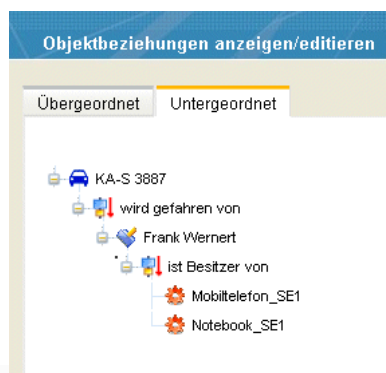 Objektbeziehungen anzeigen/editieren
Übergeordnet Untergeordnet
KA-S 3887
wird gefahren von
Frank Wernert
ist Besitzer von
Mobiltelefon_SE1
Notebook_SE1